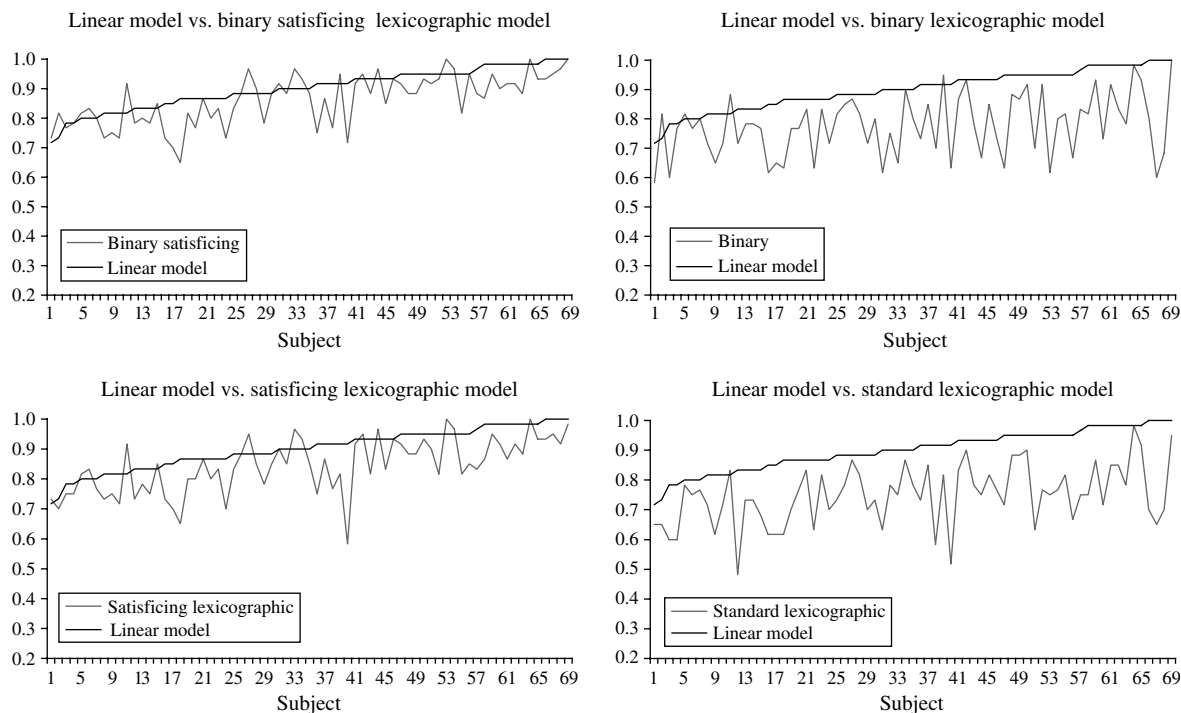 Linear model vs. binary satisficing lexicographic model
1.0
0.9
0.8
0.7
0.6
0.5
0.4
0.3
0.2
Binary satisficing
Linear model
1 5 9 13 17 21 25 29 33 37 41 45 49 53 57 61 65 69
Subject
Linear model vs. binary lexicographic model
1.0
0.9
0.8
0.7
0.6
0.5
0.4
0.3
0.2
Binary
Linear model
1 5 9 13 17 21 25 29 33 37 41 45 49 53 57 61 65 69
Subject
Linear model vs. satisficing lexicographic model
1.0
0.9
0.8
0.7
0.6
0.5
0.4
0.3
0.2
Satisficing lexicographic
Linear model
1 5 9 13 17 21 25 29 33 37 41 45 49 53 57 61 65 69
Subject
Linear model vs. standard lexicographic model
1.0
0.9
0.8
0.7
0.6
0.5
0.4
0.3
0.2
Standard lexicographic
Linear model
1 5 9 13 17 21 25 29 33 37 41 45 49 53 57 61 65 69
Subject